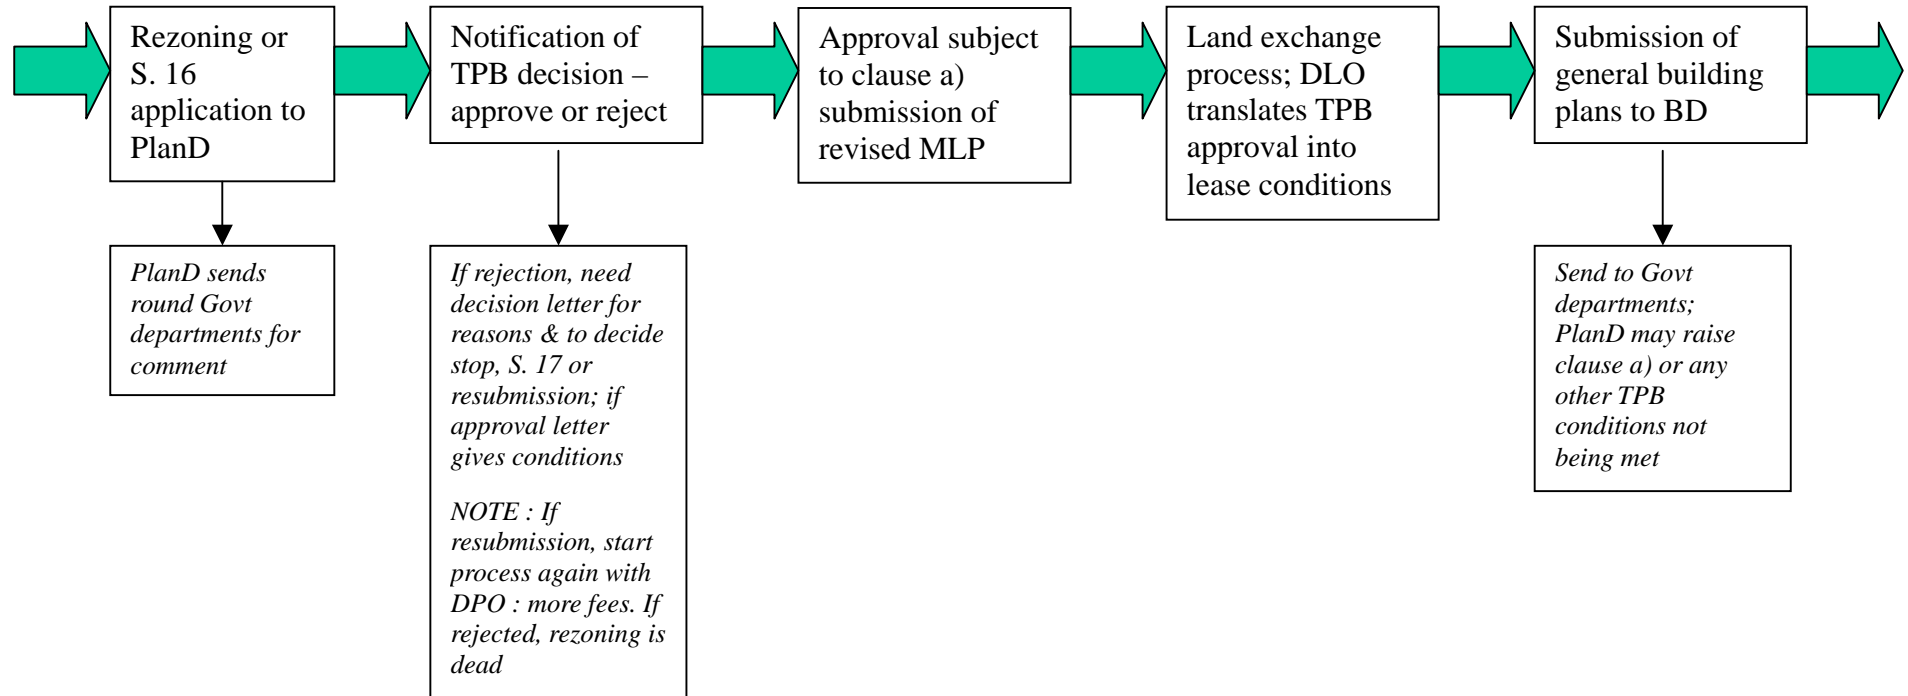 Rezoning or
S. 16
application to
PlanD
Notification of
TPB decision –
approve or reject
Approval subject
to clause a)
submission of
revised MLP
Land exchange
process; DLO
translates TPB
approval into
lease conditions
Submission of
general building
plans to BD
PlanD sends
round Govt
departments for
comment
If rejection, need
decision letter for
reasons & to decide
stop, S. 17 or
resubmission; if
approval letter
gives conditions
NOTE : If
resubmission, start
process again with
DPO : more fees. If
rejected, rezoning is
dead
Send to Govt
departments;
PlanD may raise
clause a) or any
other TPB
conditions not
being met